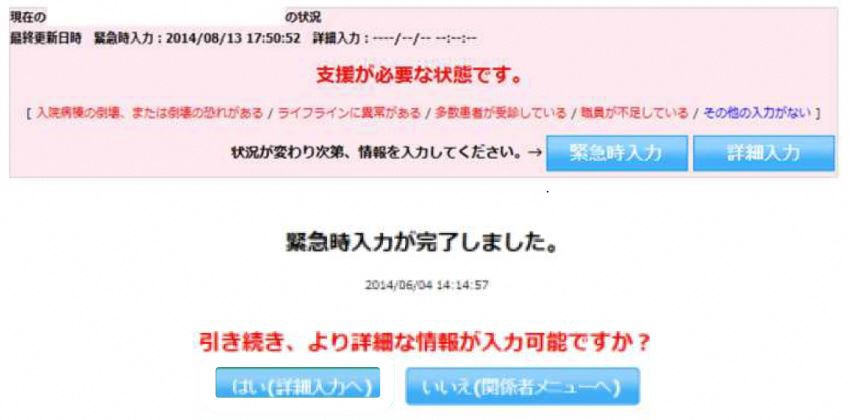 現在の の状況
最終更新日時 緊急時入力：2014/08/13 17:50:52 詳細入力：----/--/-- --:--:--
支援が必要な状態です。
[ 入院病棟の倒壊、または倒壊の恐れがある / ライフラインに異常がある / 多数患者が受診している / 職員が不足している / その他の入力がない ]
状況が変わり次第、情報を入力してください。→ 緊急時入力 詳細入力
緊急時入力が完了しました。
2014/06/04 14:14:57
引き続き、より詳細な情報が入力可能ですか？
はい(詳細入力へ) いいえ(関係者メニューへ)